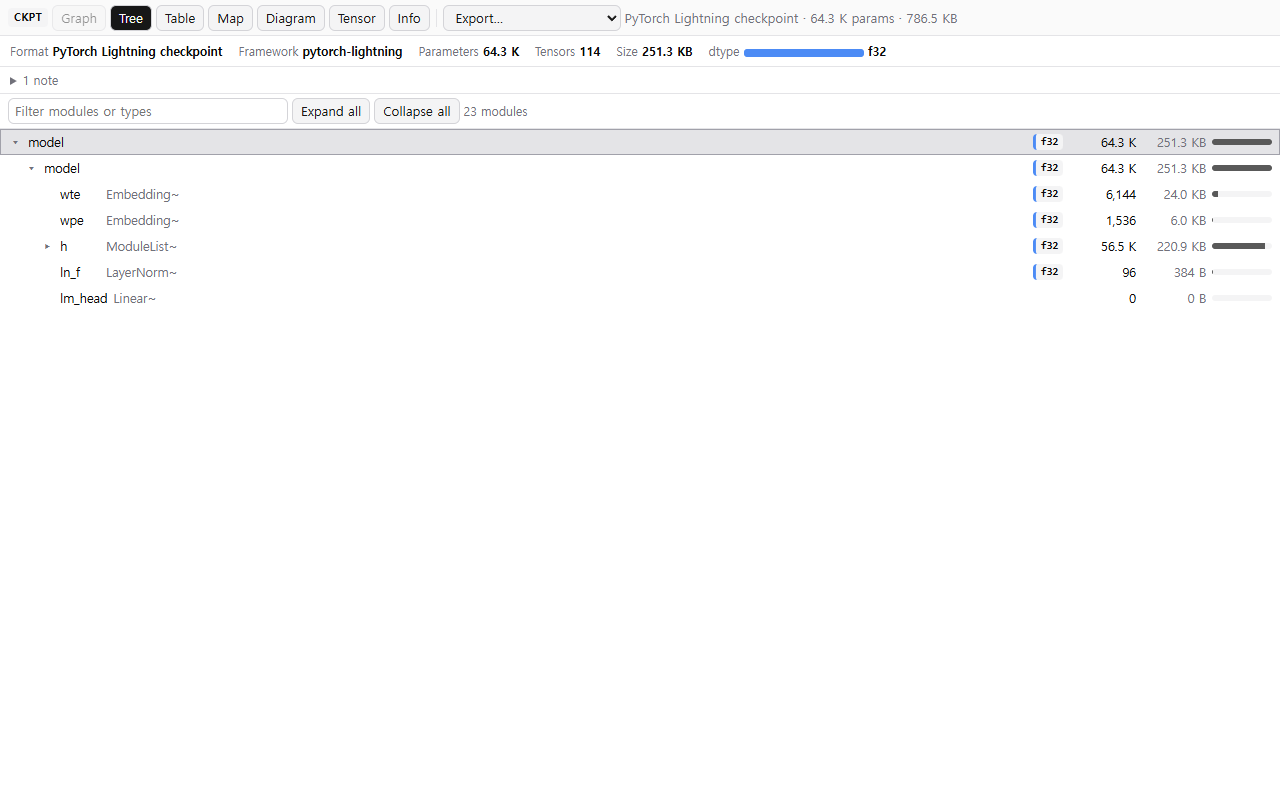 CKPT Graph Tree Table Map Diagram Tensor Info Export... PyTorch Lightning checkpoint · 64.3 K params · 786.5 KB
Format PyTorch Lightning checkpoint Framework pytorch-lightning Parameters 64.3 K Tensors 114 Size 251.3 KB dtype f32
▶ 1 note
Filter modules or types Expand all Collapse all 23 modules
model f32 64.3 K 251.3 KB
model f32 64.3 K 251.3 KB
wte Embedding~ f32 6,144 24.0 KB
wpe Embedding~ f32 1,536 6.0 KB
h ModuleList~ f32 56.5 K 220.9 KB
ln_f LayerNorm~ f32 96 384 B
lm_head Linear~ 0 0 B